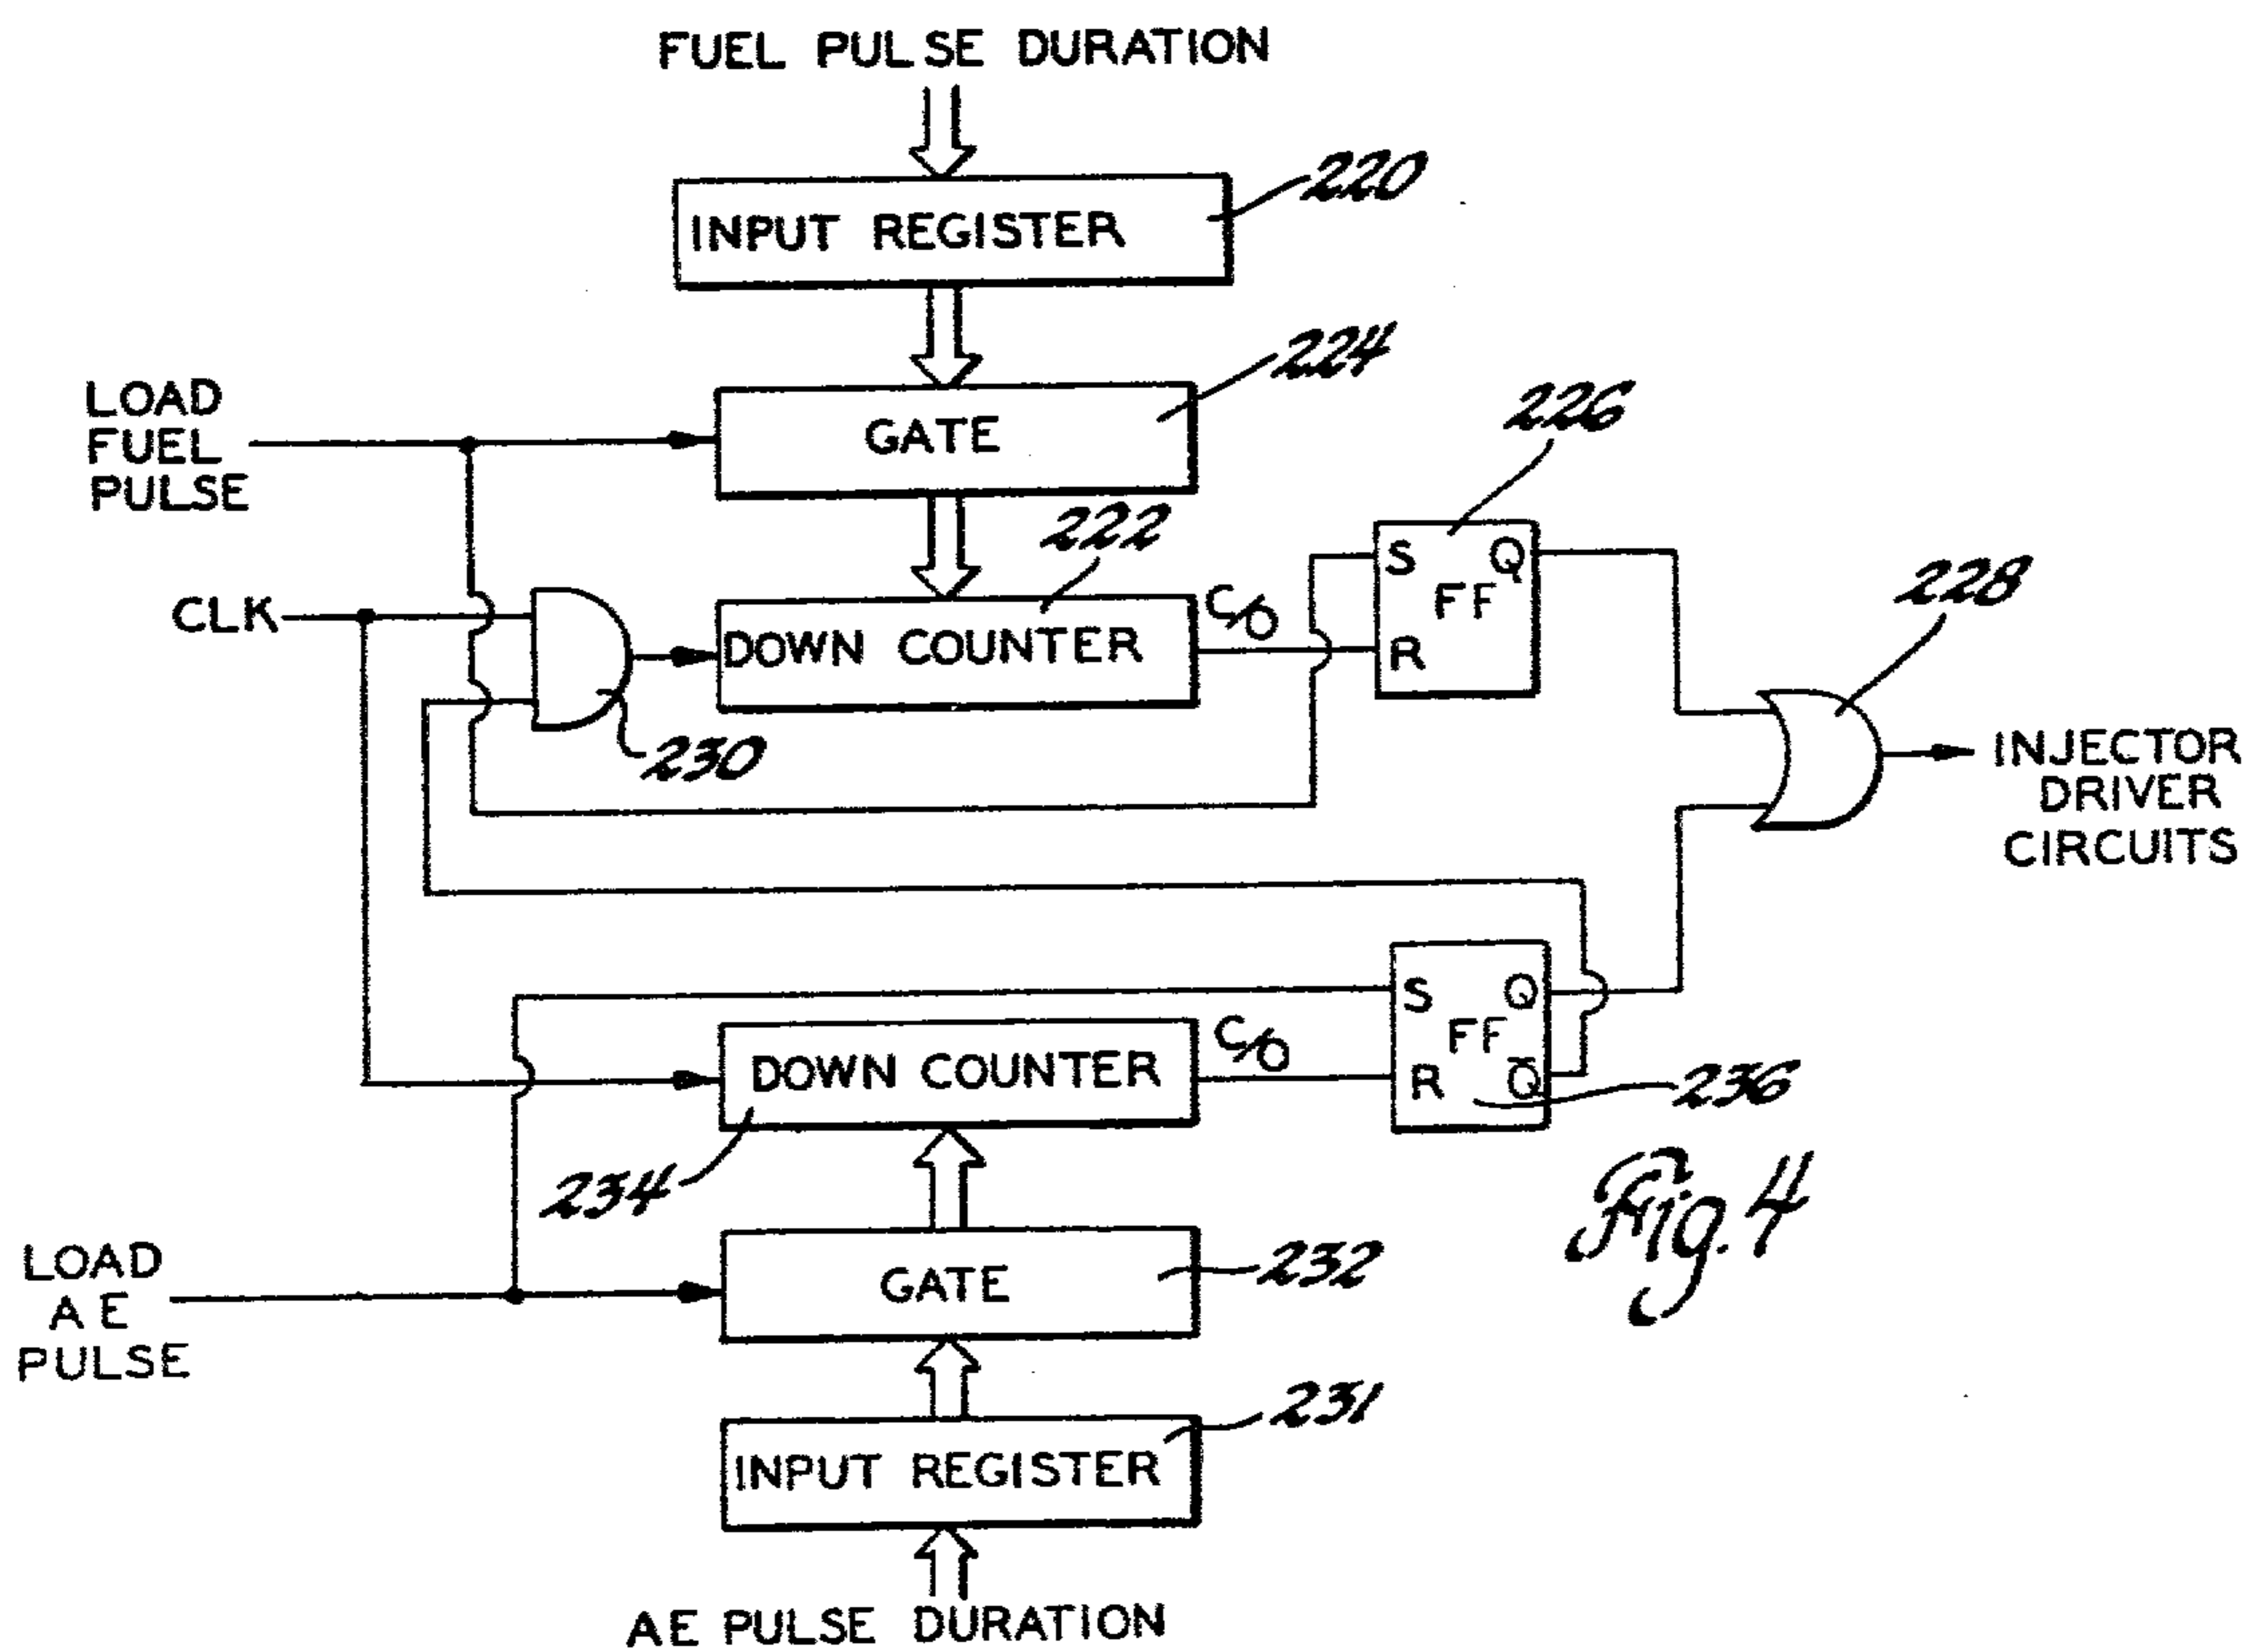 FUEL PULSE DURATION
INPUT REGISTER
220
GATE
224
LOAD
FUEL
PULSE
222
226
CLK
DOWN COUNTER
C/O
S Q
FF
R
228
230
INJECTOR
DRIVER
CIRCUITS
S Q
FF
R Q̄
DOWN COUNTER
C/O
236
234
Fig. 4
LOAD
A E
PULSE
GATE
232
231
INPUT REGISTER
AE PULSE DURATION